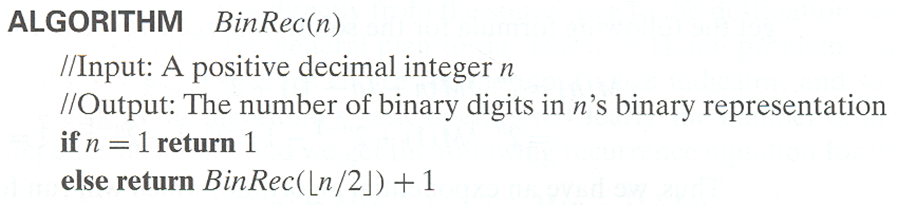 ALGORITHM BinRec(n)
//Input: A positive decimal integer n
//Output: The number of binary digits in n’s binary representation
if n = 1 return 1
else return BinRec(⌊n/2⌋) + 1